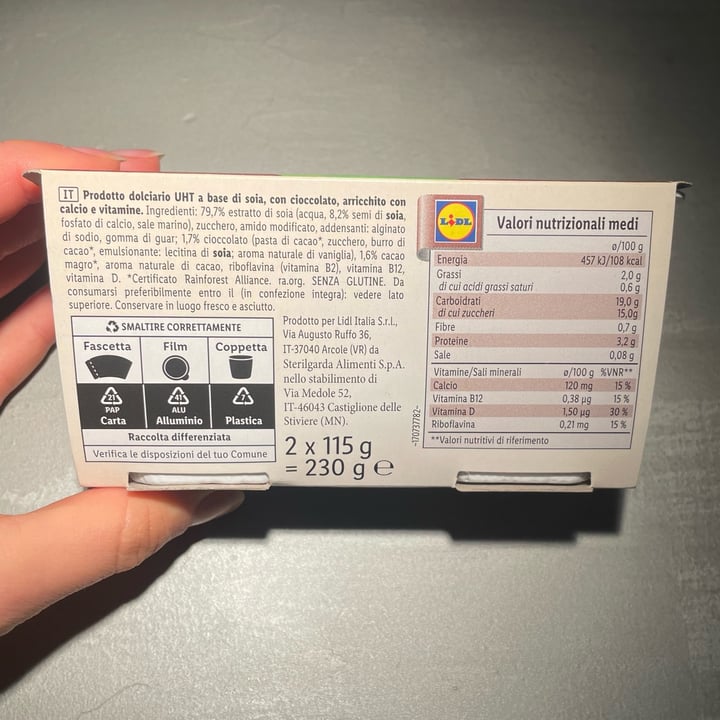 IT Prodotto dolciario UHT a base di soia, con cioccolato, arricchito con
calcio e vitamine. Ingredienti: 79,7% estratto di soia (acqua, 8,2% semi di soia,
fosfato di calcio, sale marino), zucchero, amido modificato, addensanti: alginato
di sodio, gomma di guar; 1,7% cioccolato (pasta di cacao*, zucchero, burro di
cacao*, emulsionante: lecitina di soia; aroma naturale di vaniglia), 1,6% cacao
magro*, aroma naturale di cacao, riboflavina (vitamina B2), vitamina B12,
vitamina D. *Certificato Rainforest Alliance. ra.org. SENZA GLUTINE. Da
consumarsi preferibilmente entro il (in confezione integra): vedere lato
superiore. Conservare in luogo fresco e asciutto.
SMALTIRE CORRETTAMENTE
Fascetta Film Coppetta
21 41 7
PAP ALU
Carta Alluminio Plastica
Raccolta differenziata
Verifica le disposizioni del tuo Comune
Prodotto per Lidl Italia S.r.l.,
Via Augusto Ruffo 36,
IT-37040 Arcole (VR) da
Sterilgarda Alimenti S.p.A.
nello stabilimento di
Via Medole 52,
IT-46043 Castiglione delle
Stiviere (MN).
2 x 115 g
= 230 g e
-170737782-
LIDL
Valori nutrizionali medi
ø/100 g
Energia 457 kJ/108 kcal
Grassi 2,0 g
di cui acidi grassi saturi 0,6 g
Carboidrati 19,0 g
di cui zuccheri 15,0g
Fibre 0,7 g
Proteine 3,2 g
Sale 0,08 g
Vitamine/Sali minerali ø/100 g %VNR**
Calcio 120 mg 15 %
Vitamina B12 0,38 µg 15 %
Vitamina D 1,50 µg 30 %
Riboflavina 0,21 mg 15 %
**Valori nutritivi di riferimento